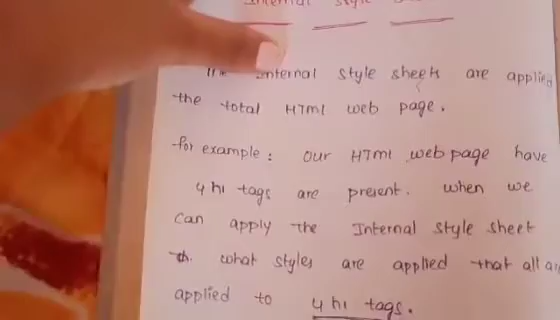 Internal Style
The Internal style sheets are applied
the total HTML web page.
for example: our HTML web page have
4 h1 tags are present. when we
can apply the Internal style sheet
what styles are applied that all are
applied to 4 h1 tags.